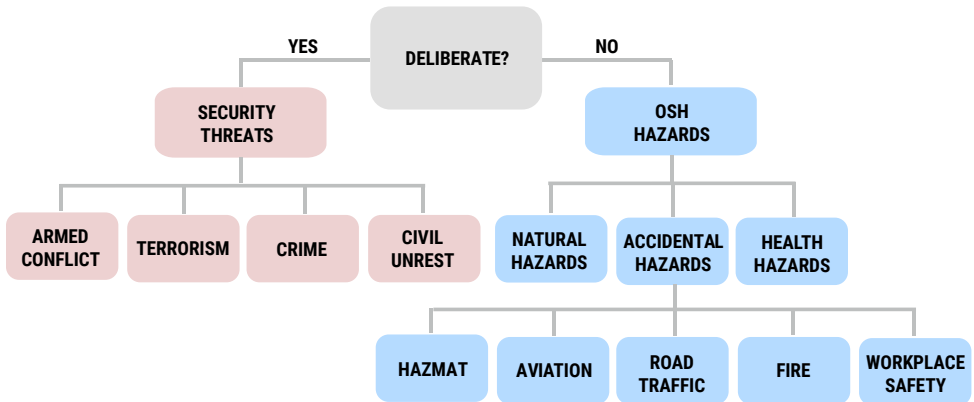 DELIBERATE?
YES
NO
SECURITY
THREATS
OSH
HAZARDS
ARMED
CONFLICT
TERRORISM
CRIME
CIVIL
UNREST
NATURAL
HAZARDS
ACCIDENTAL
HAZARDS
HEALTH
HAZARDS
HAZMAT
AVIATION
ROAD
TRAFFIC
FIRE
WORKPLACE
SAFETY